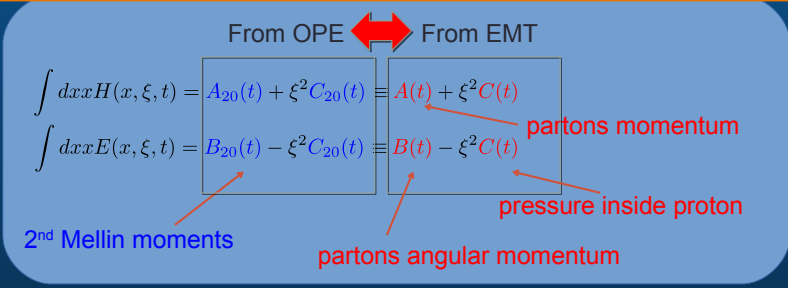 From OPE From EMT
∫ dxxH(x, ξ, t) = A₂₀(t) + ξ²C₂₀(t) ≡ A(t) + ξ²C(t)
partons momentum
∫ dxxE(x, ξ, t) = B₂₀(t) − ξ²C₂₀(t) ≡ B(t) − ξ²C(t)
pressure inside proton
2nd Mellin moments
partons angular momentum